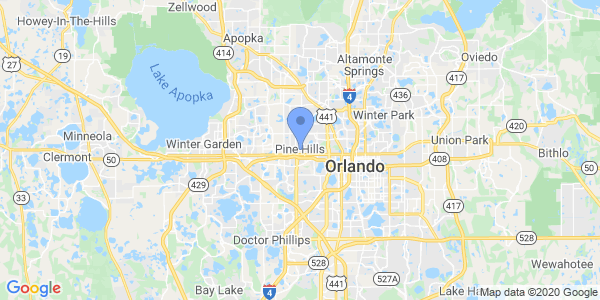 Zellwood
Howey-In-The-Hills
Apopka
414
19
27
Lake Apopka
Altamonte
Springs
Oviedo
417
4
436
441
Winter Park
Minneola
Clermont
50
Winter Garden
Pine Hills
Orlando
Union Park
420
408
Bithlo
33
429
417
Doctor Phillips
528
528
Wewahotee
441
527A
4
Bay Lake
Lake Ha
Google
Map data ©2020 Google